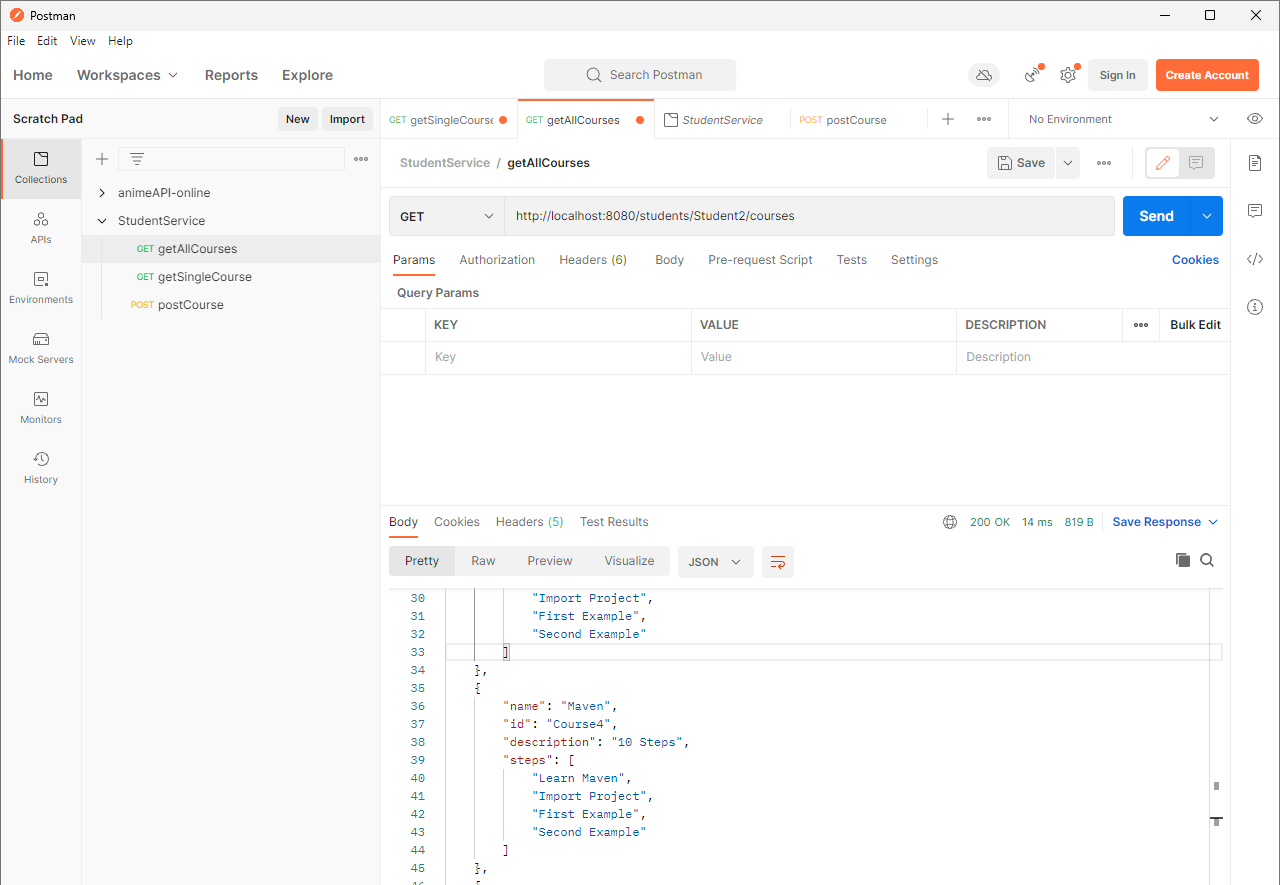 Postman
File Edit View Help
Home Workspaces Reports Explore Search Postman Sign In Create Account
Scratch Pad New Import GET getSingleCourse GET getAllCourses StudentService POST postCourse No Environment
Collections
APIs
Environments
Mock Servers
Monitors
History
animeAPI-online
StudentService
GET getAllCourses
GET getSingleCourse
POST postCourse
StudentService / getAllCourses Save
GET http://localhost:8080/students/Student2/courses Send
Params Authorization Headers (6) Body Pre-request Script Tests Settings Cookies
Query Params
KEY VALUE DESCRIPTION Bulk Edit
Key Value Description
Body Cookies Headers (5) Test Results 200 OK 14 ms 819 B Save Response
Pretty Raw Preview Visualize JSON
30 "Import Project",
31 "First Example",
32 "Second Example"
33 ]
34 },
35 {
36 "name": "Maven",
37 "id": "Course4",
38 "description": "10 Steps",
39 "steps": [
40 "Learn Maven",
41 "Import Project",
42 "First Example",
43 "Second Example"
44 ]
45 },